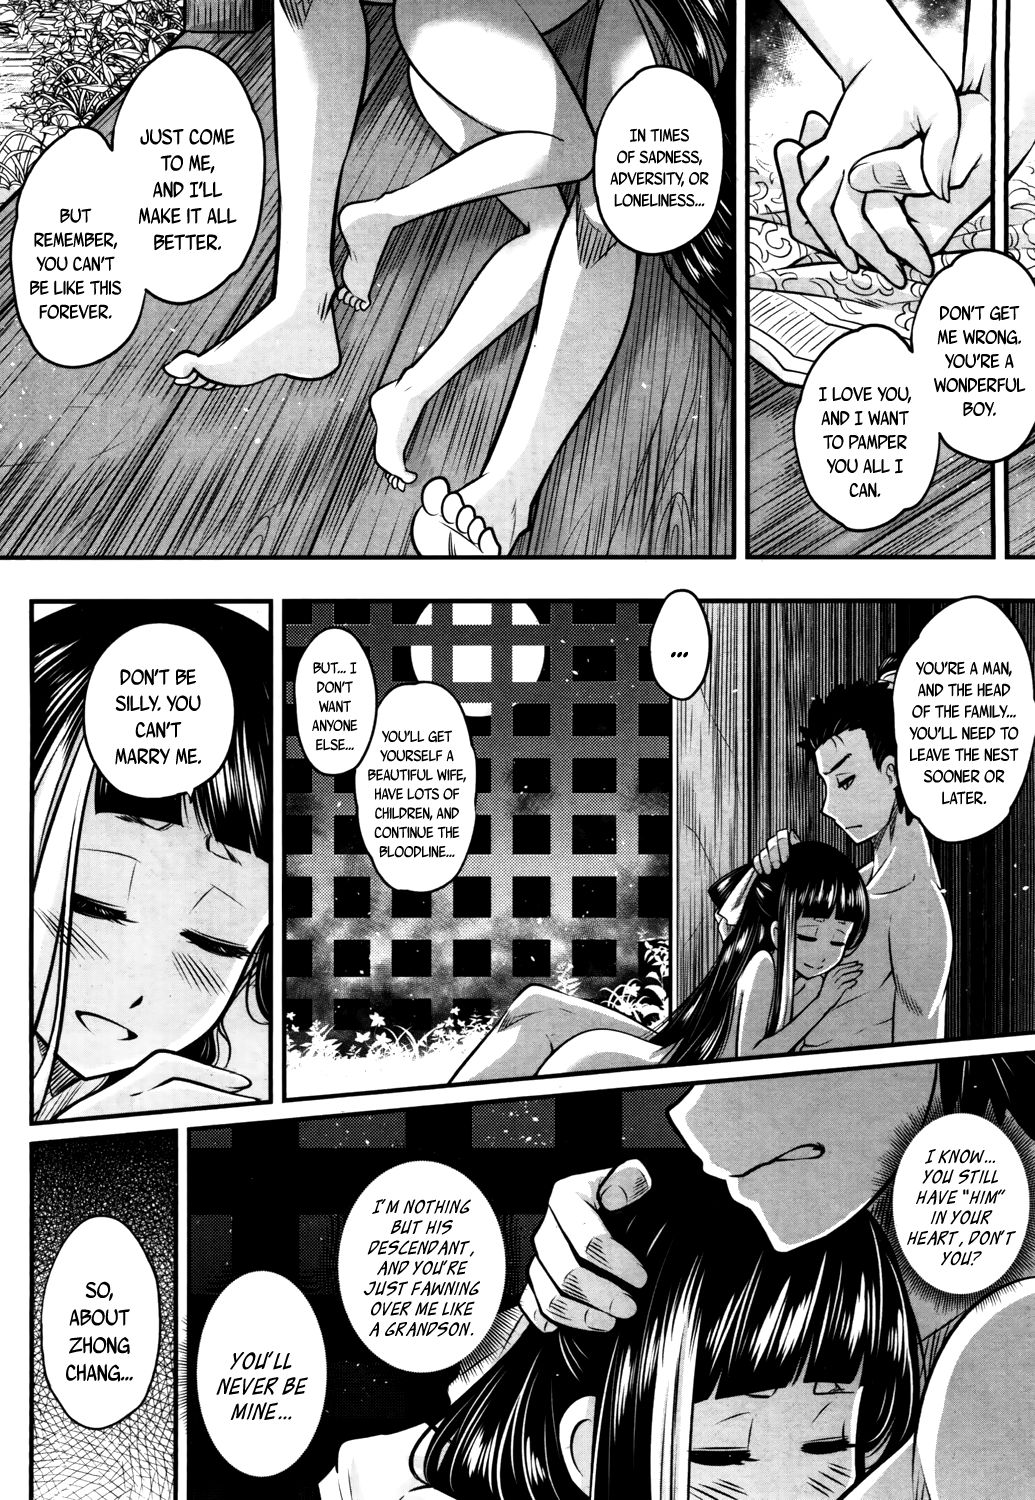 DON'T GET
ME WRONG.
YOU'RE A
WONDERFUL
BOY.
I LOVE YOU,
AND I WANT
TO PAMPER
YOU ALL I
CAN.
IN TIMES
OF SADNESS,
ADVERSITY, OR
LONELINESS...
JUST COME
TO ME,
AND I'LL
MAKE IT ALL
BETTER.
BUT
REMEMBER,
YOU CAN'T
BE LIKE THIS
FOREVER.
YOU'RE A MAN,
AND THE HEAD
OF THE FAMILY...
YOU'LL NEED TO
LEAVE THE NEST
SOONER OR
LATER.
...
YOU'LL GET
YOURSELF A
BEAUTIFUL WIFE,
HAVE LOTS OF
CHILDREN, AND
CONTINUE THE
BLOODLINE...
BUT... I
DON'T
WANT
ANYONE
ELSE...
DON'T BE
SILLY. YOU
CAN'T
MARRY ME.
I KNOW...
YOU STILL
HAVE "HIM"
IN YOUR
HEART, DON'T
YOU?
I'M NOTHING
BUT HIS
DESCENDANT,
AND YOU'RE
JUST FAWNING
OVER ME LIKE
A GRANDSON.
YOU'LL
NEVER BE
MINE...
SO,
ABOUT
ZHONG
CHANG...